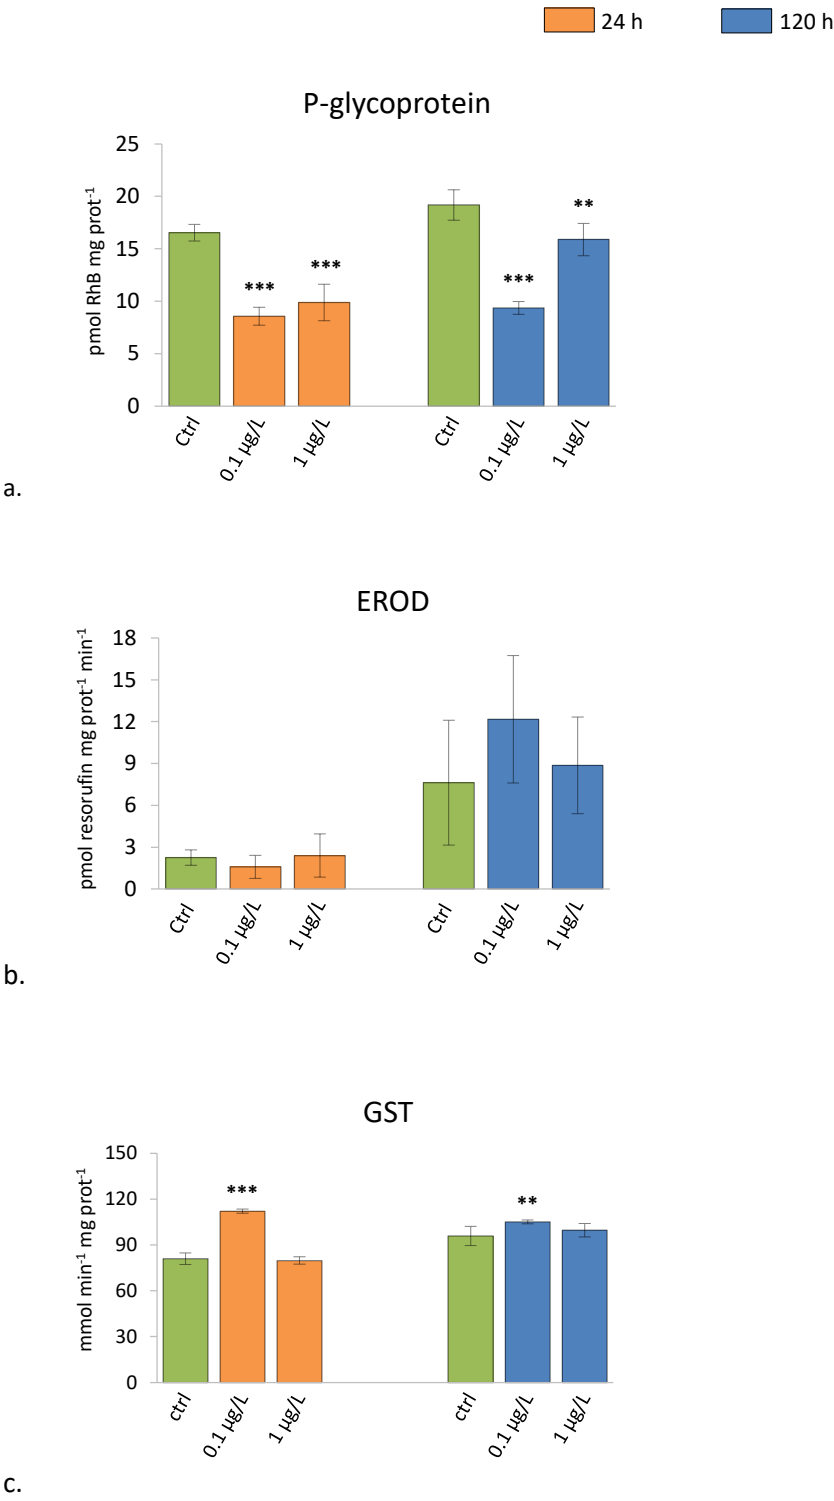 24 h 120 h
P-glycoprotein
pmol RhB mg prot⁻¹
25
20
15
10
5
0
*** *** *** **
Ctrl 0.1 µg/L 1 µg/L Ctrl 0.1 µg/L 1 µg/L
a.
EROD
pmol resorufin mg prot⁻¹ min⁻¹
18
15
12
9
6
3
0
Ctrl 0.1 µg/L 1 µg/L Ctrl 0.1 µg/L 1 µg/L
b.
GST
mmol min⁻¹ mg prot⁻¹
150
120
90
60
30
0
*** **
ctrl 0.1 µg/L 1 µg/L ctrl 0.1 µg/L 1 µg/L
c.